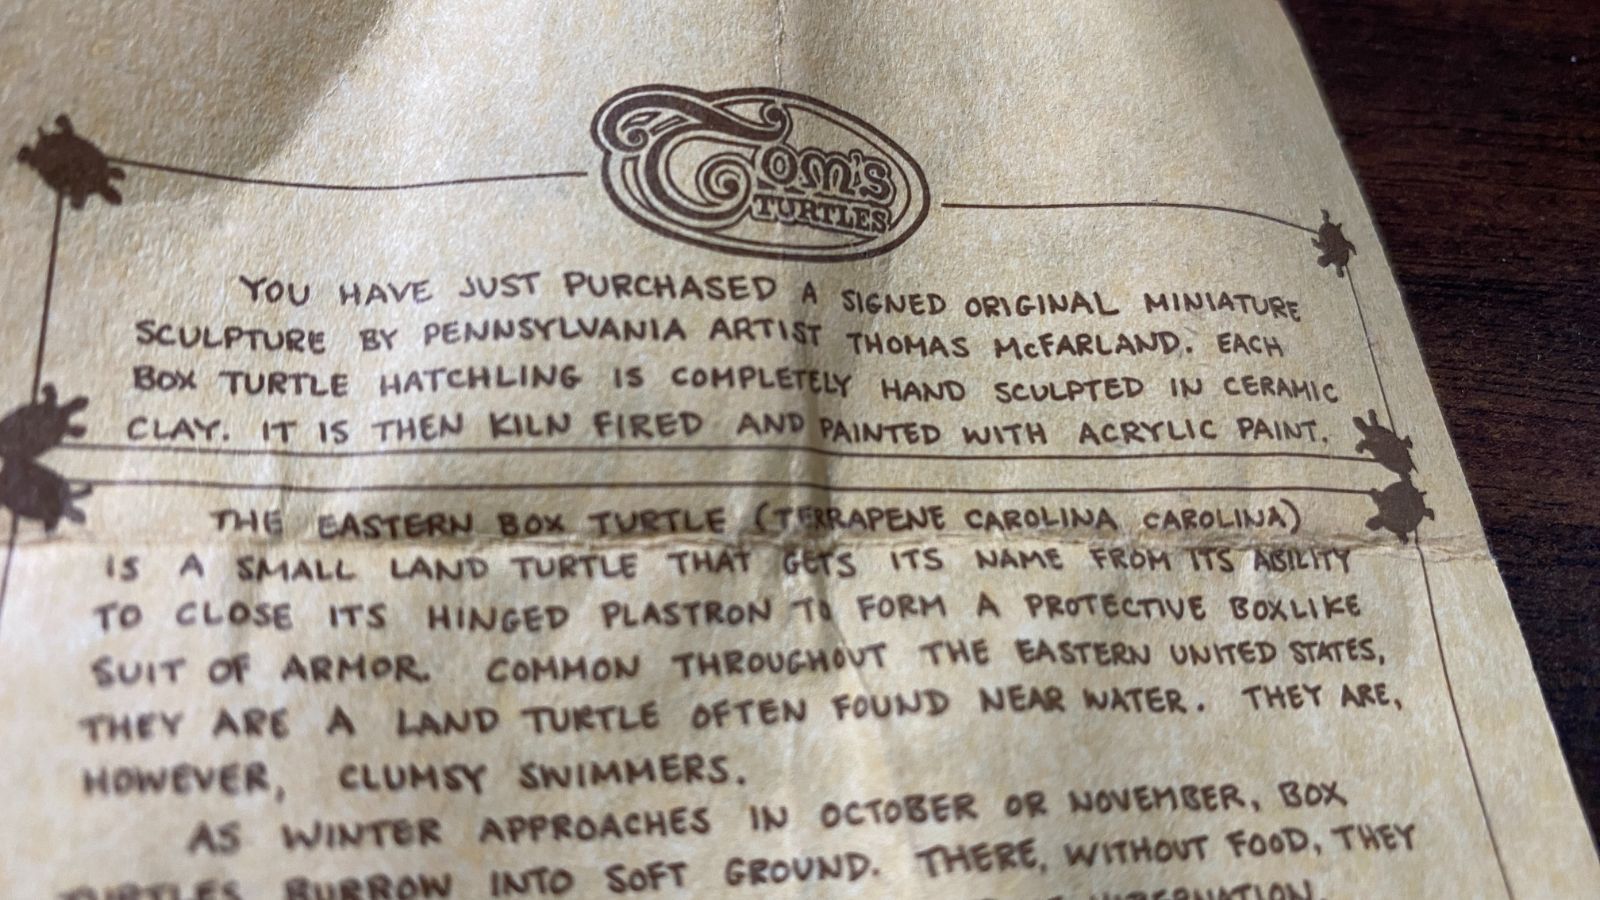 TOM'S
TURTLES
YOU HAVE JUST PURCHASED A SIGNED ORIGINAL MINIATURE
SCULPTURE BY PENNSYLVANIA ARTIST THOMAS McFARLAND. EACH
BOX TURTLE HATCHLING IS COMPLETELY HAND SCULPTED IN CERAMIC
CLAY. IT IS THEN KILN FIRED AND PAINTED WITH ACRYLIC PAINT.
THE EASTERN BOX TURTLE (TERRAPENE CAROLINA CAROLINA)
IS A SMALL LAND TURTLE THAT GETS ITS NAME FROM ITS ABILITY
TO CLOSE ITS HINGED PLASTRON TO FORM A PROTECTIVE BOXLIKE
SUIT OF ARMOR. COMMON THROUGHOUT THE EASTERN UNITED STATES,
THEY ARE A LAND TURTLE OFTEN FOUND NEAR WATER. THEY ARE,
HOWEVER, CLUMSY SWIMMERS.
AS WINTER APPROACHES IN OCTOBER OR NOVEMBER, BOX
TURTLES BURROW INTO SOFT GROUND. THERE, WITHOUT FOOD, THEY
HIBERNATION.